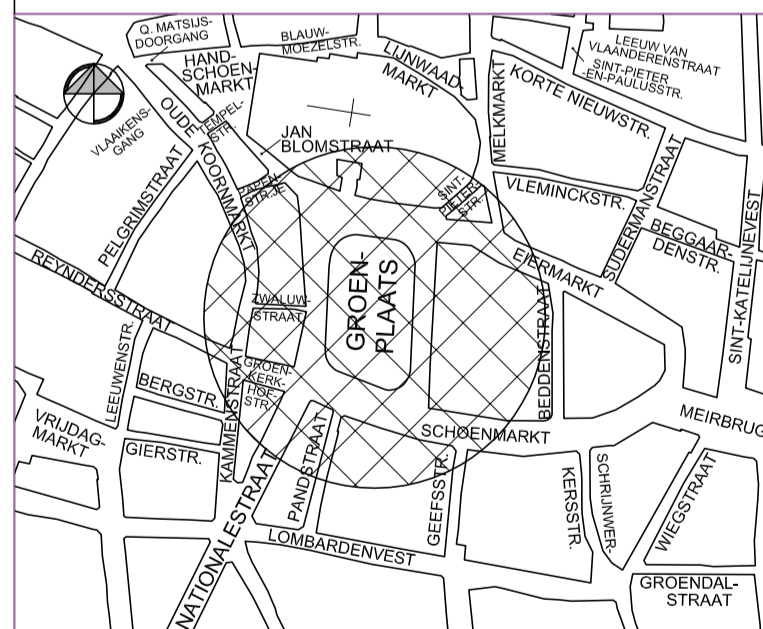 Q. MATSIJS-
DOORGANG
BLAUW-
MOEZELSTR.
HAND-
SCHOEN-
MARKT
LIJNWAAD-
MARKT
LEEUW VAN
VLAANDERENSTRAAT
SINT-PIETER
-EN-PAULUSSTR.
KORTE NIEUWSTR.
MELKMARKT
VLAAIKENS-
GANG
OUDE KOORNMARKT
TEMPEL-
STR.
JAN
BLOMSTRAAT
PELGRIMSTRAAT
PAPEN-
STR.JE
SINT-
PIETER-
STR.
VLEMINCKSTR.
SUDERMANSTRAAT
BEGGAAR-
DENSTR.
SINT-KATELIJNEVEST
REYNDERSSTRAAT
EIERMARKT
GROEN-
PLAATS
ZWALUW-
STRAAT
BEDDENSTRAAT
LEEUWENSTR.
BERGSTR.
KAMMENSTRAAT
GROEN-
KERK-
HOF-
STR.
VRIJDAG-
MARKT
GIERSTR.
PANDSTRAAT
SCHOENMARKT
MEIRBRUG
NATIONALESTRAAT
LOMBARDENVEST
GEEFSSTR.
KERSSTR.
SCHRIJNWER-
WIEGSTRAAT
GROENDAL-
STRAAT